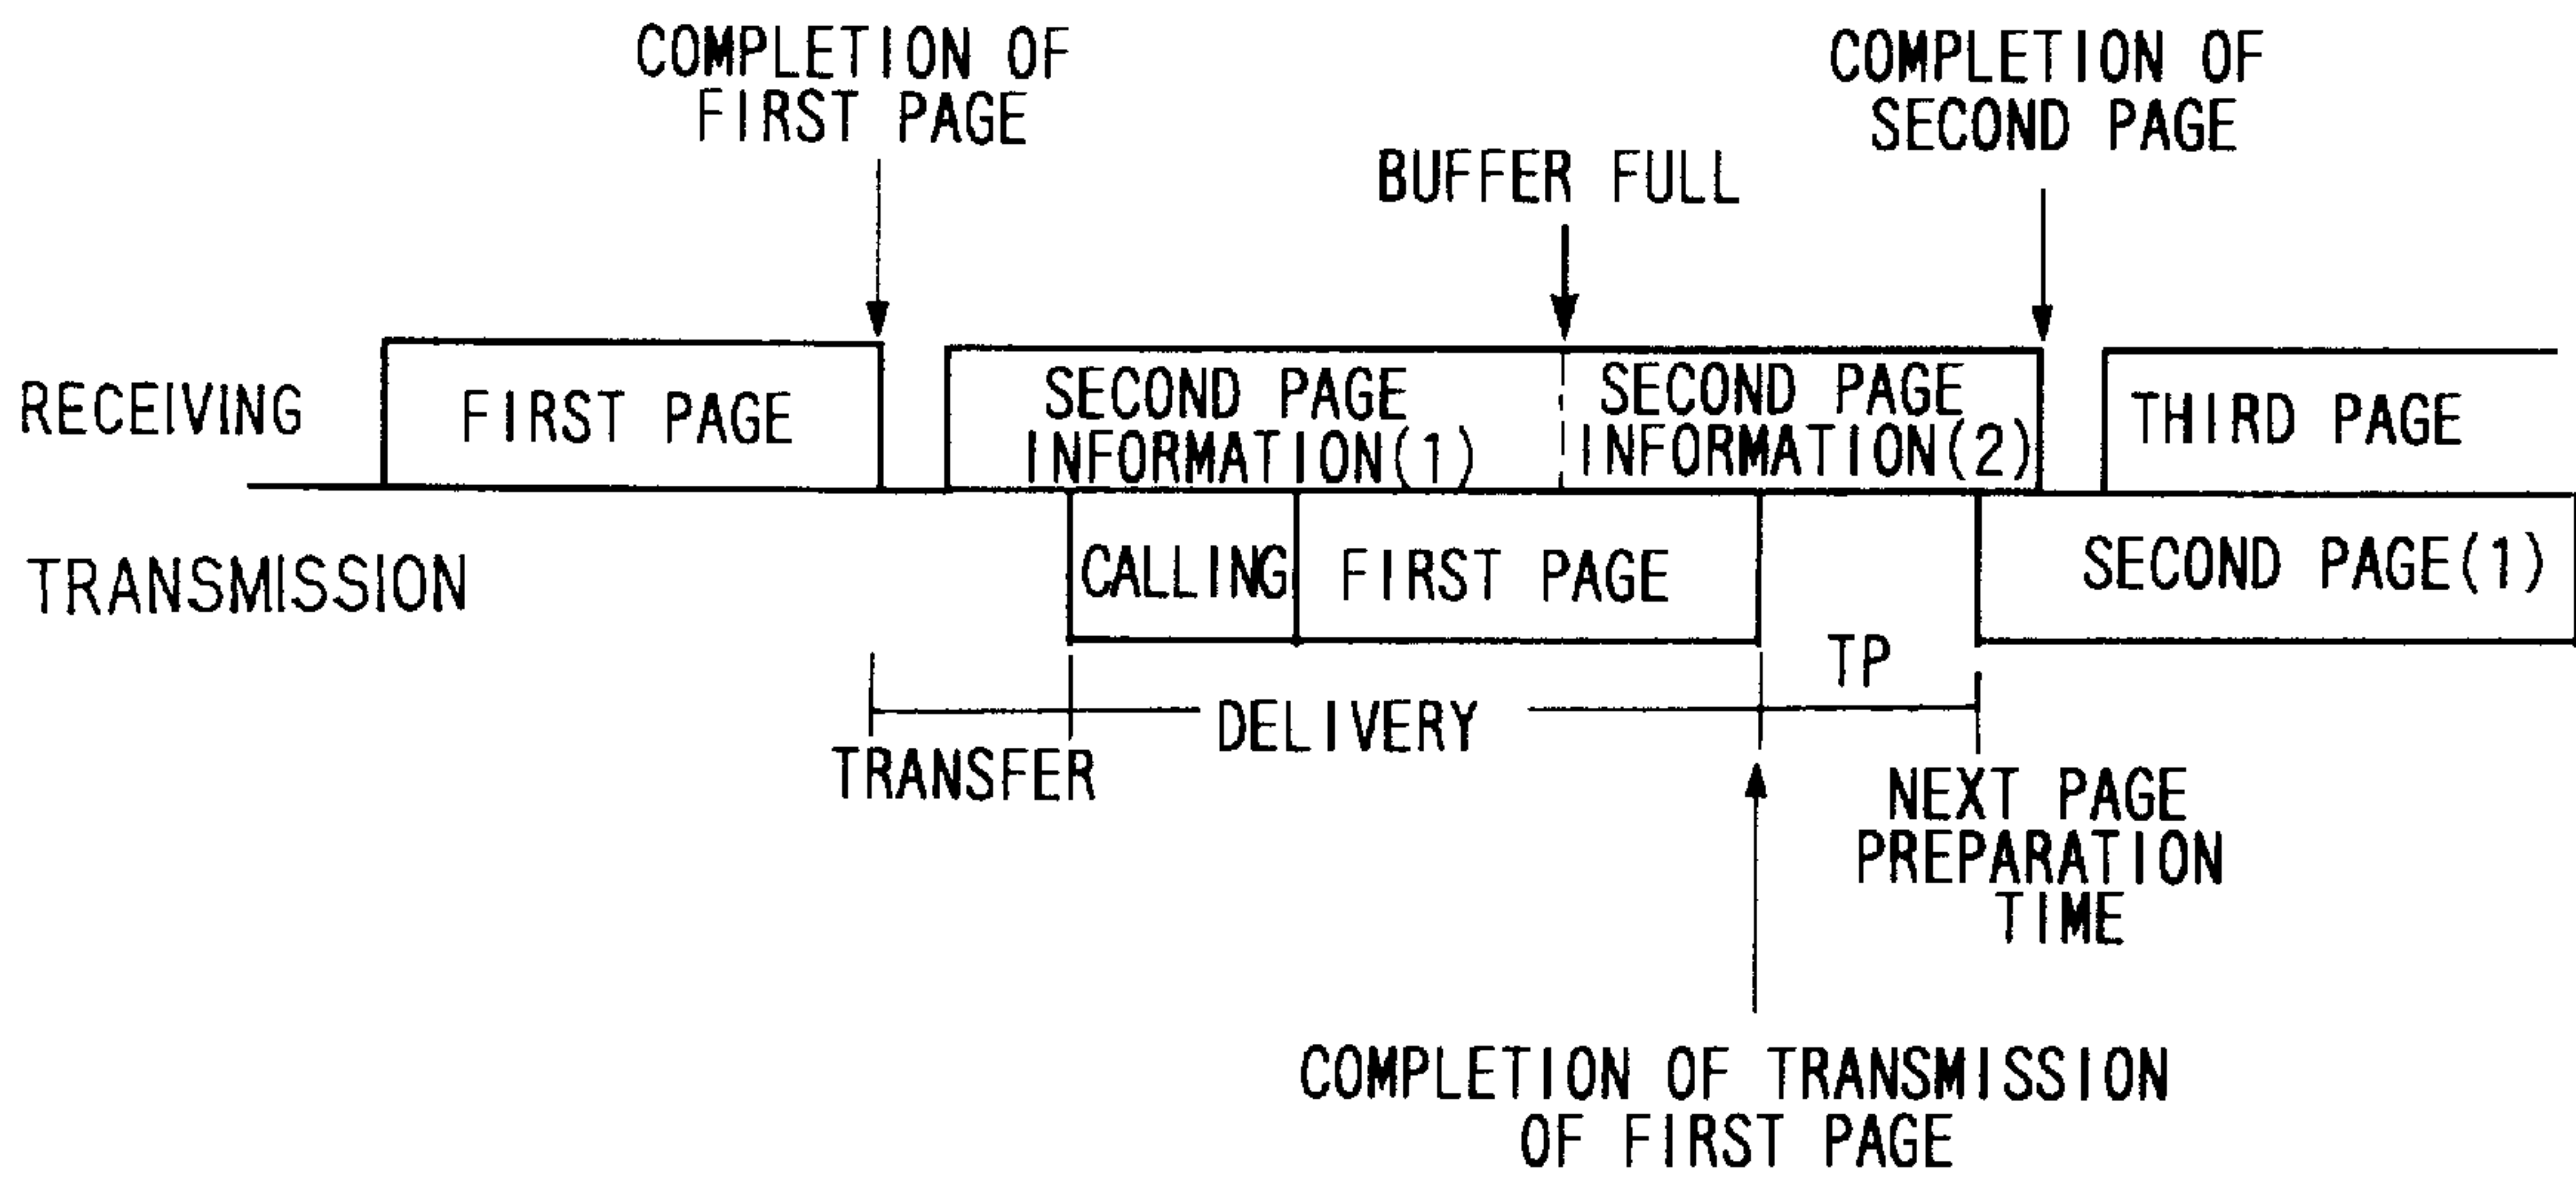 COMPLETION OF
FIRST PAGE
COMPLETION OF
SECOND PAGE
BUFFER FULL
RECEIVING
FIRST PAGE
SECOND PAGE
INFORMATION(1)
SECOND PAGE
INFORMATION(2)
THIRD PAGE
TRANSMISSION
CALLING
FIRST PAGE
SECOND PAGE(1)
TP
DELIVERY
TRANSFER
NEXT PAGE
PREPARATION
TIME
COMPLETION OF TRANSMISSION
OF FIRST PAGE